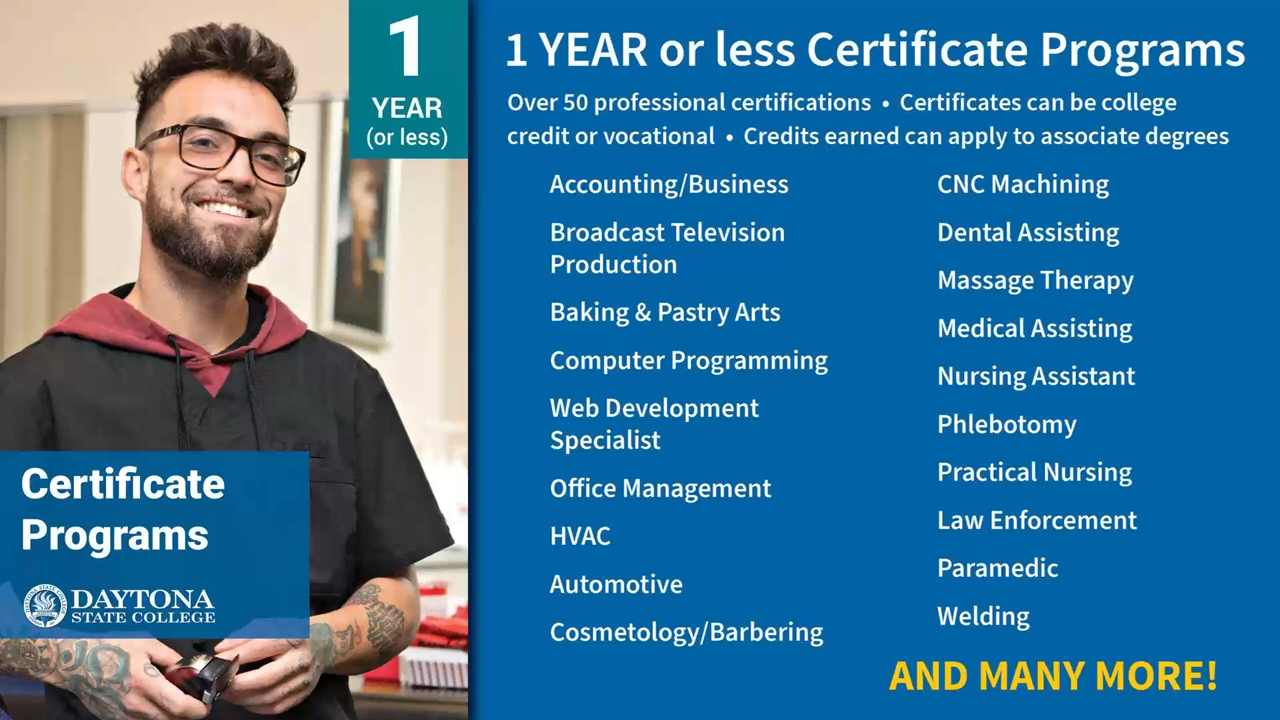 1
YEAR
(or less)
Certificate
Programs
DAYTONA
STATE COLLEGE
1 YEAR or less Certificate Programs
Over 50 professional certifications • Certificates can be college
credit or vocational • Credits earned can apply to associate degrees
Accounting/Business
Broadcast Television
Production
Baking & Pastry Arts
Computer Programming
Web Development
Specialist
Office Management
HVAC
Automotive
Cosmetology/Barbering
CNC Machining
Dental Assisting
Massage Therapy
Medical Assisting
Nursing Assistant
Phlebotomy
Practical Nursing
Law Enforcement
Paramedic
Welding
AND MANY MORE!